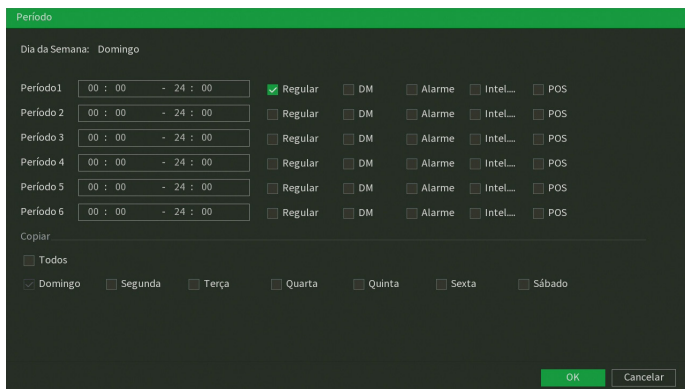 Período
Dia da Semana: Domingo
Período1 00 : 00 - 24 : 00 Regular DM Alarme Intel.... POS
Período 2 00 : 00 - 24 : 00 Regular DM Alarme Intel.... POS
Período 3 00 : 00 - 24 : 00 Regular DM Alarme Intel.... POS
Período 4 00 : 00 - 24 : 00 Regular DM Alarme Intel.... POS
Período 5 00 : 00 - 24 : 00 Regular DM Alarme Intel.... POS
Período 6 00 : 00 - 24 : 00 Regular DM Alarme Intel.... POS
Copiar
Todos
Domingo Segunda Terça Quarta Quinta Sexta Sábado
OK Cancelar